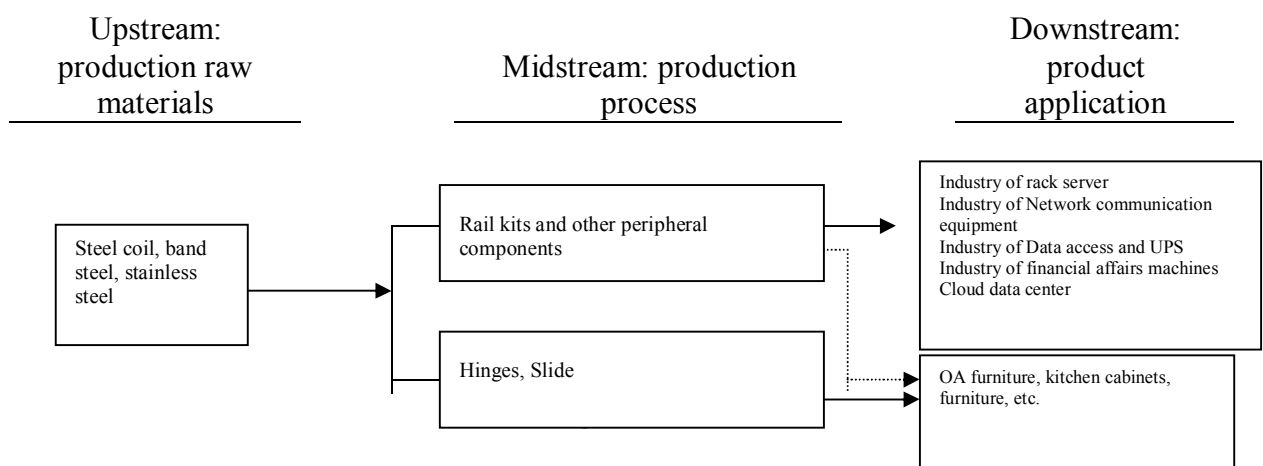 Upstream:
production raw
materials
Midstream: production
process
Downstream:
product
application
Steel coil, band
steel, stainless
steel
Rail kits and other peripheral
components
Hinges, Slide
Industry of rack server
Industry of Network communication
equipment
Industry of Data access and UPS
Industry of financial affairs machines
Cloud data center
OA furniture, kitchen cabinets,
furniture, etc.